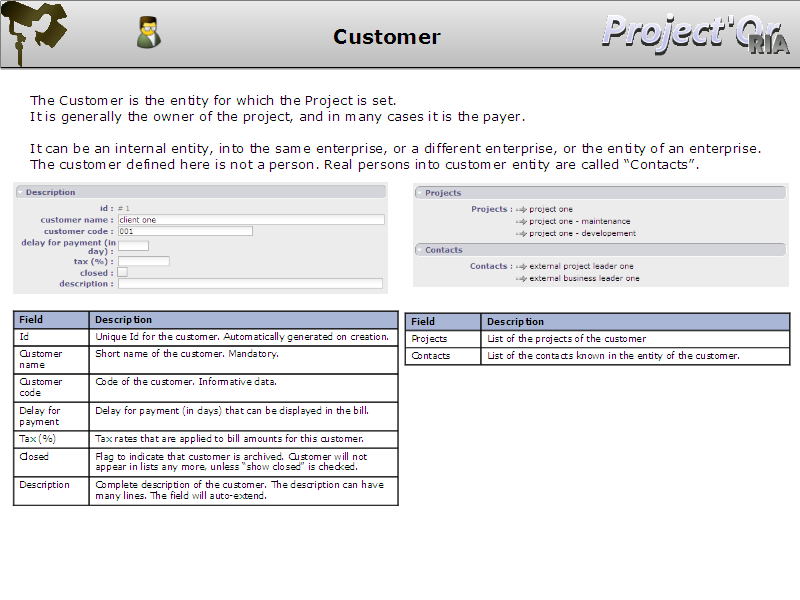 Customer
Project'Or
RIA
The Customer is the entity for which the Project is set.
It is generally the owner of the project, and in many cases it is the payer.
It can be an internal entity, into the same enterprise, or a different enterprise, or the entity of an enterprise.
The customer defined here is not a person. Real persons into customer entity are called “Contacts”.
Description
id : # 1
customer name : client one
customer code : 001
delay for payment (in
day) :
tax (%) :
closed :
description :
Projects
Projects : project one
project one - maintenance
project one - developement
Contacts
Contacts : external project leader one
external business leader one
Field Description
Id Unique Id for the customer. Automatically generated on creation.
Customer name Short name of the customer. Mandatory.
Customer code Code of the customer. Informative data.
Delay for payment Delay for payment (in days) that can be displayed in the bill.
Tax (%) Tax rates that are applied to bill amounts for this customer.
Closed Flag to indicate that customer is archived. Customer will not
appear in lists any more, unless “show closed” is checked.
Description Complete description of the customer. The description can have
many lines. The field will auto-extend.
Field Description
Projects List of the projects of the customer
Contacts List of the contacts known in the entity of the customer.